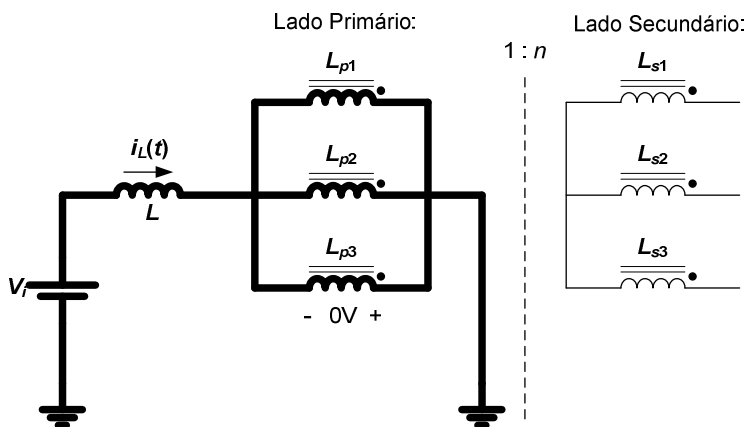 Lado Primário:
Lado Secundário:
1 : n
Lp1
Ls1
iL(t)
Lp2
Ls2
L
Lp3
Ls3
Vi
- 0V +